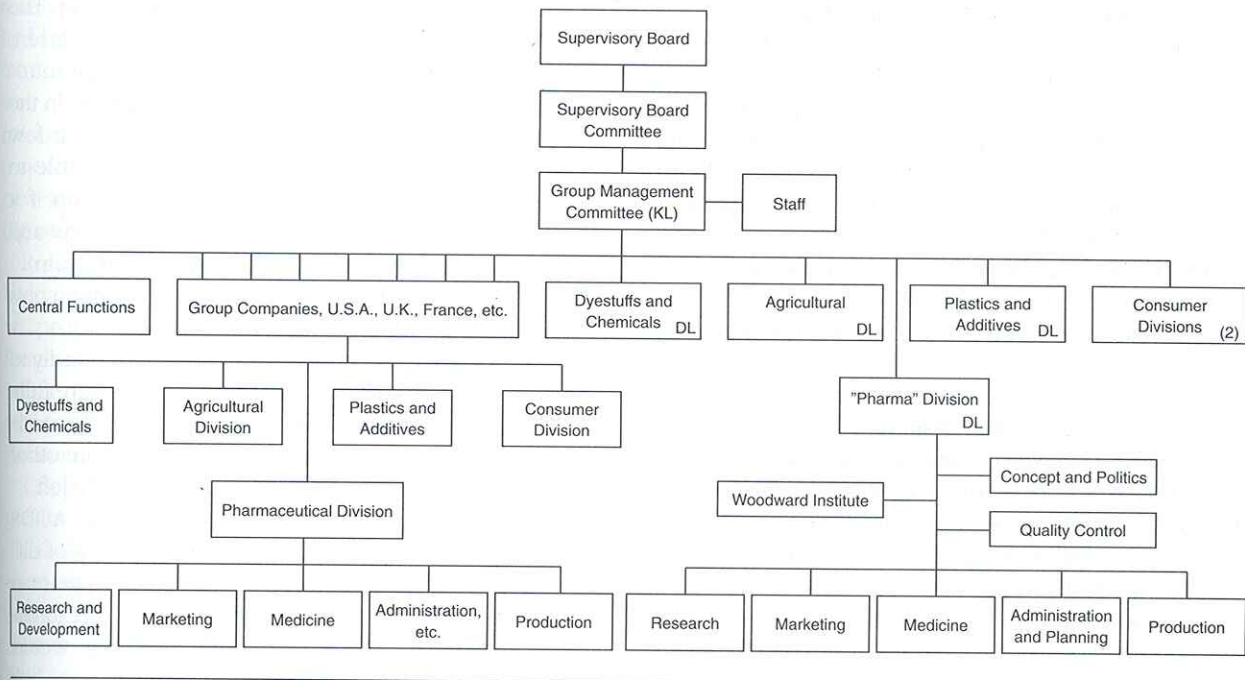 Supervisory Board
Supervisory Board
Committee
Group Management
Committee (KL)
Staff
Central Functions
Group Companies, U.S.A., U.K., France, etc.
Dyestuffs and
Chemicals DL
Agricultural
DL
Plastics and
Additives DL
Consumer
Divisions (2)
Dyestuffs and
Chemicals
Agricultural
Division
Plastics and
Additives
Consumer
Division
"Pharma" Division
DL
Pharmaceutical Division
Woodward Institute
Concept and Politics
Quality Control
Research and
Development
Marketing
Medicine
Administration,
etc.
Production
Research
Marketing
Medicine
Administration
and Planning
Production